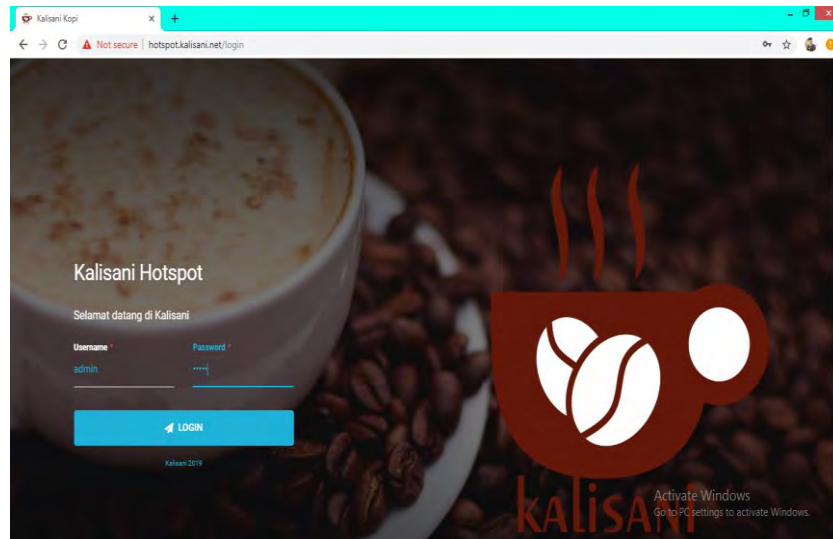 Kalisani Kopi
Not secure | hotspot.kalisani.net/login
Kalisani Hotspot
Selamat datang di Kalisani
Username * Password *
admin •••••
LOGIN
Kalisani 2019
kALiSANi
Activate Windows
Go to PC settings to activate Windows.